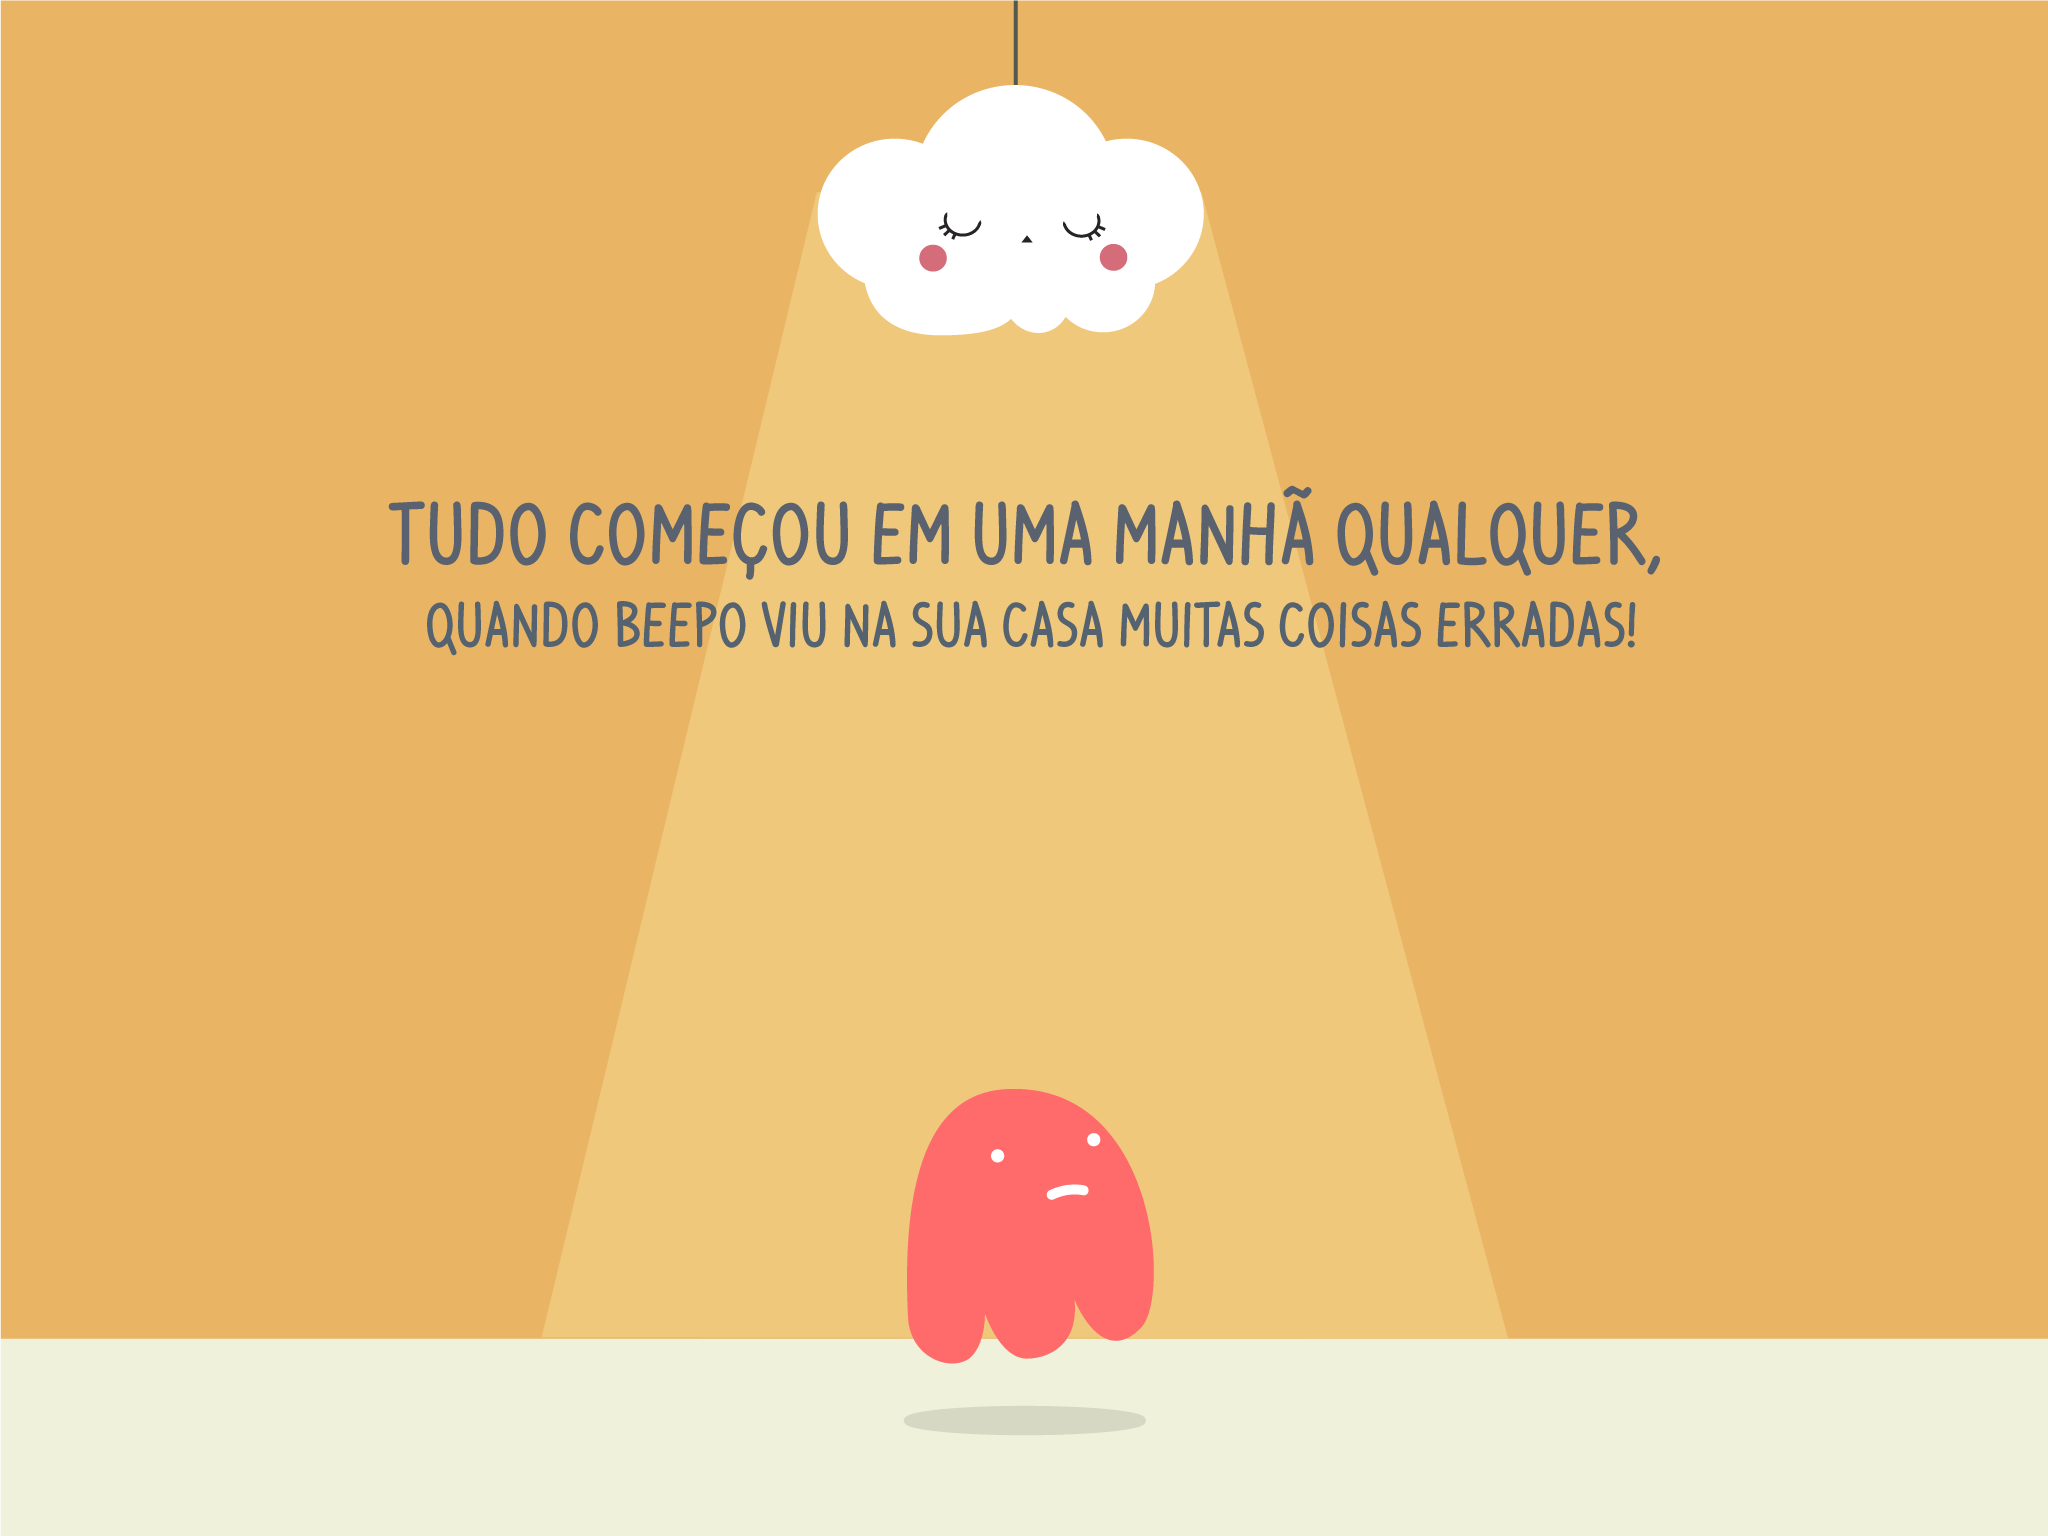 TUDO COMEÇOU EM UMA MANHÃ QUALQUER,
QUANDO BEEPO VIU NA SUA CASA MUITAS COISAS ERRADAS!